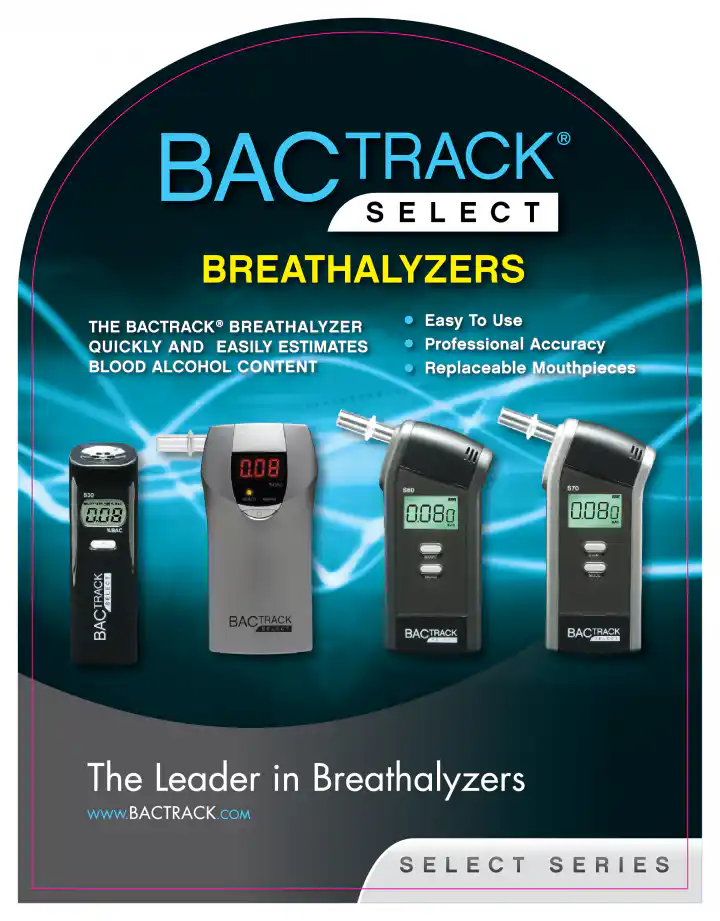 BACTRACK®
SELECT
BREATHALYZERS
THE BACTRACK® BREATHALYZER
QUICKLY AND EASILY ESTIMATES
BLOOD ALCOHOL CONTENT
• Easy To Use
• Professional Accuracy
• Replaceable Mouthpieces
S30
0.08
%BAC
BACTRACK
SELECT
0.08
BACTRACK
SELECT
S60
0.080
BACTRACK
SELECT
S70
0.080
BACTRACK
SELECT
The Leader in Breathalyzers
WWW.BACTRACK.COM
SELECT SERIES